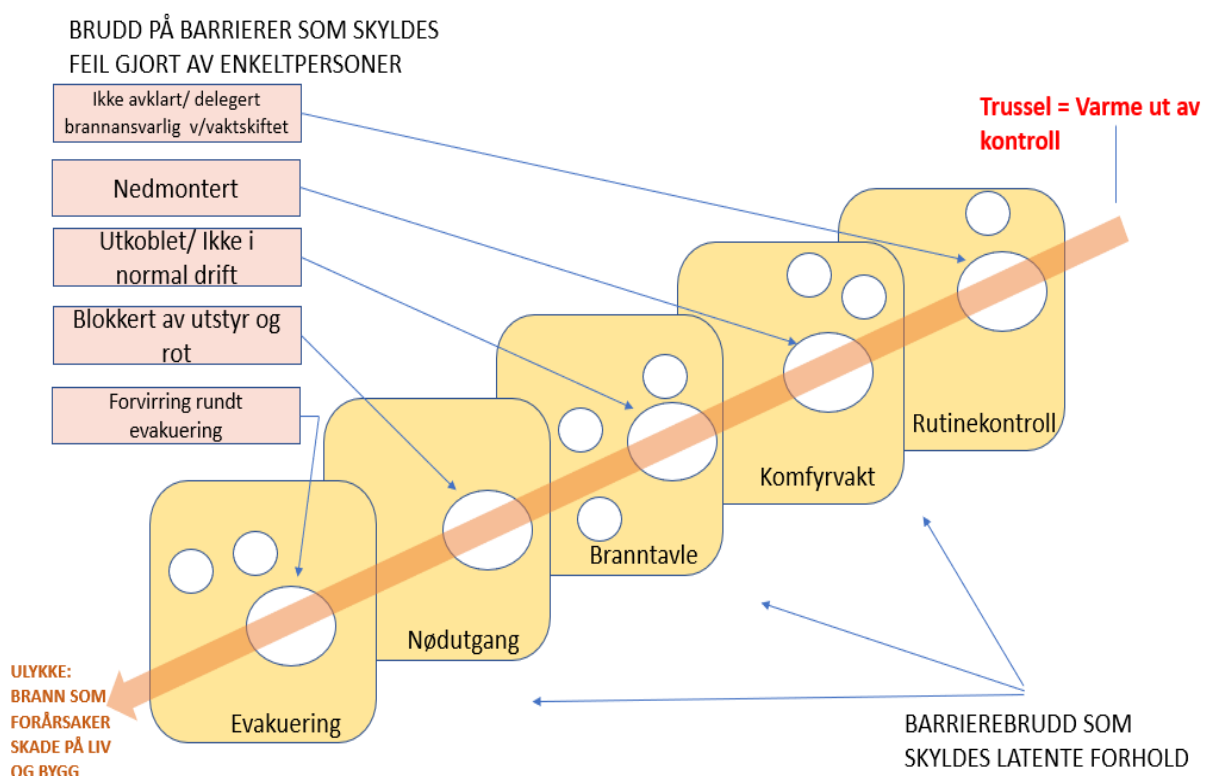 BRUDD PÅ BARRIERER SOM SKYLDES
FEIL GJORT AV ENKELTPERSONER
Ikke avklart/ delegert
brannansvarlig v/vaktskiftet
Trussel = Varme ut av
kontroll
Nedmontert
Utkoblet/ Ikke i
normal drift
Blokkert av utstyr og
rot
Forvirring rundt
evakuering
Rutinekontroll
Komfyrvakt
Branntavle
Nødutgang
Evakuering
ULYKKE:
BRANN SOM
FORÅRSAKER
SKADE PÅ LIV
OG BYGG
BARRIEREBRUDD SOM
SKYLDES LATENTE FORHOLD